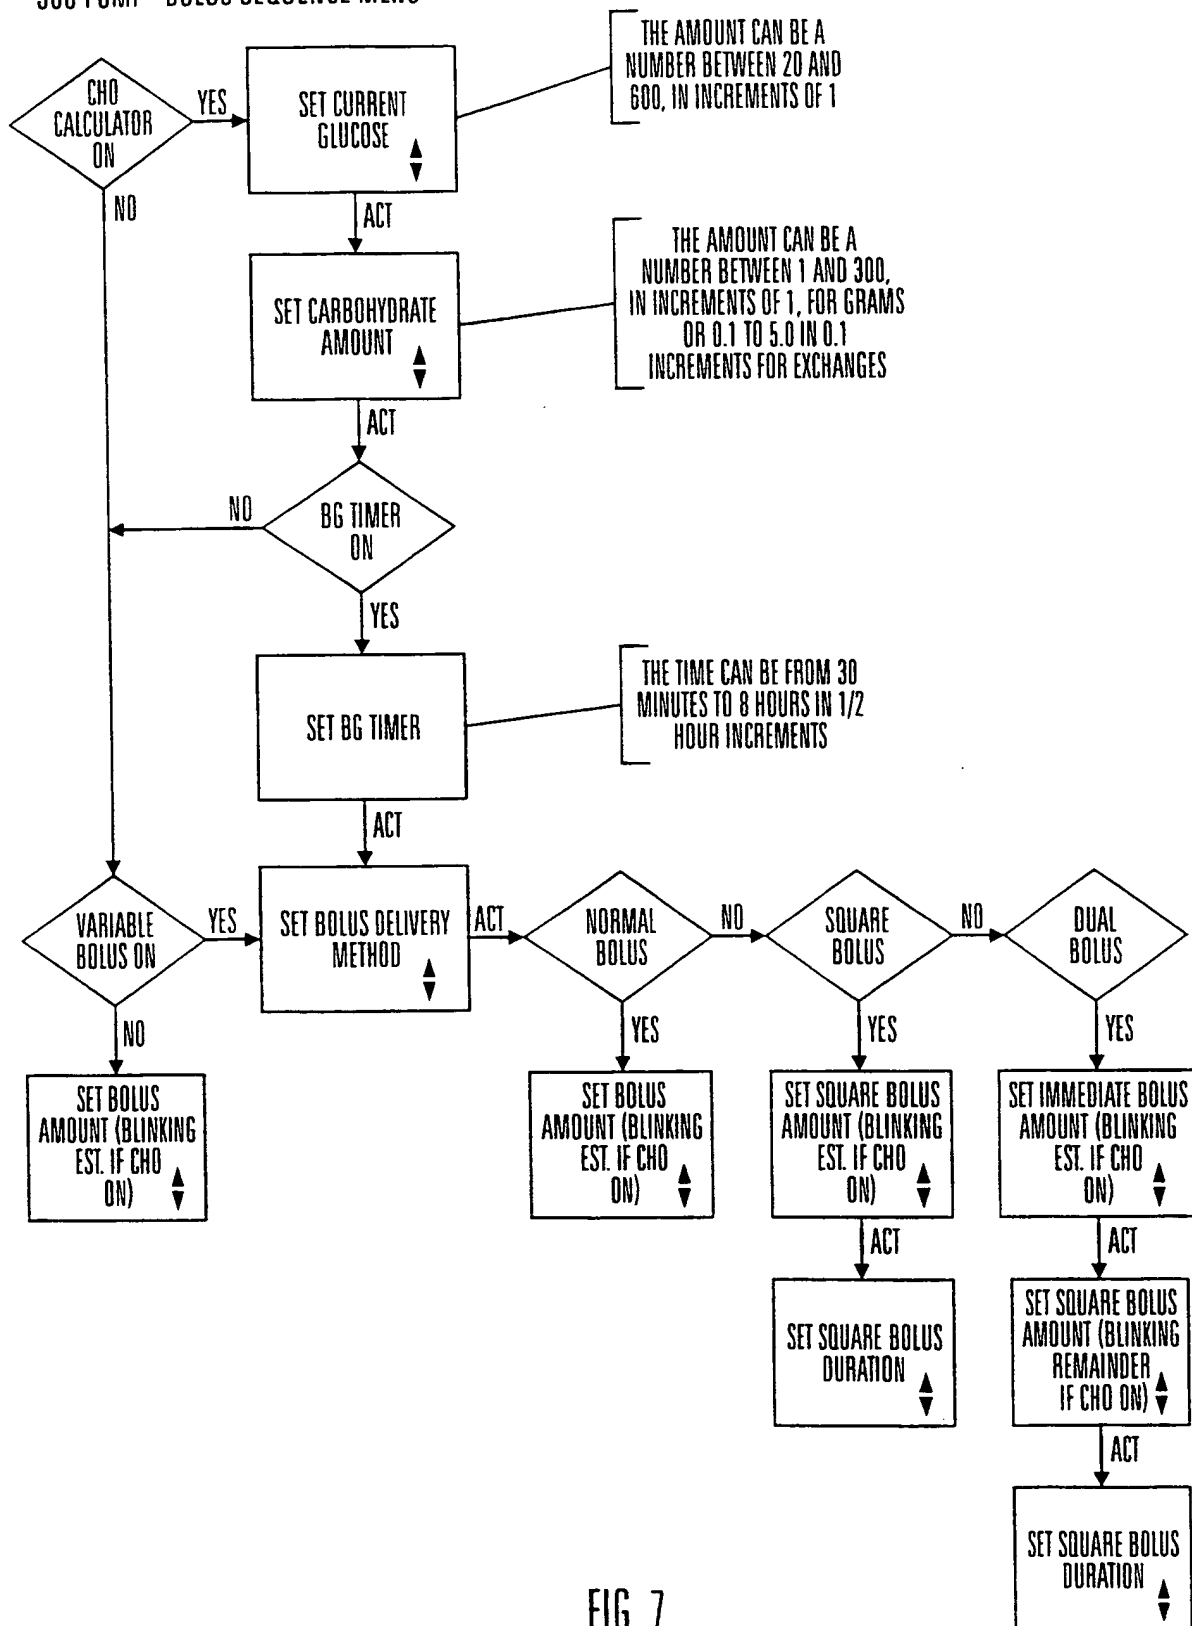 CHO
CALCULATOR
ON
YES
NO
SET CURRENT
GLUCOSE
THE AMOUNT CAN BE A
NUMBER BETWEEN 20 AND
600, IN INCREMENTS OF 1
ACT
SET CARBOHYDRATE
AMOUNT
THE AMOUNT CAN BE A
NUMBER BETWEEN 1 AND 300,
IN INCREMENTS OF 1, FOR GRAMS
OR 0.1 TO 5.0 IN 0.1
INCREMENTS FOR EXCHANGES
ACT
NO
BG TIMER
ON
YES
SET BG TIMER
THE TIME CAN BE FROM 30
MINUTES TO 8 HOURS IN 1/2
HOUR INCREMENTS
ACT
VARIABLE
BOLUS ON
YES
SET BOLUS DELIVERY
METHOD
ACT
NORMAL
BOLUS
NO
SQUARE
BOLUS
NO
DUAL
BOLUS
NO
YES
YES
YES
SET BOLUS
AMOUNT (BLINKING
EST. IF CHO
ON)
SET BOLUS
AMOUNT (BLINKING
EST. IF CHO
ON)
SET SQUARE BOLUS
AMOUNT (BLINKING
EST. IF CHO
ON)
SET IMMEDIATE BOLUS
AMOUNT (BLINKING
EST. IF CHO
ON)
ACT
ACT
SET SQUARE BOLUS
DURATION
SET SQUARE BOLUS
AMOUNT (BLINKING
REMAINDER
IF CHO ON)
ACT
SET SQUARE BOLUS
DURATION
FIG 7